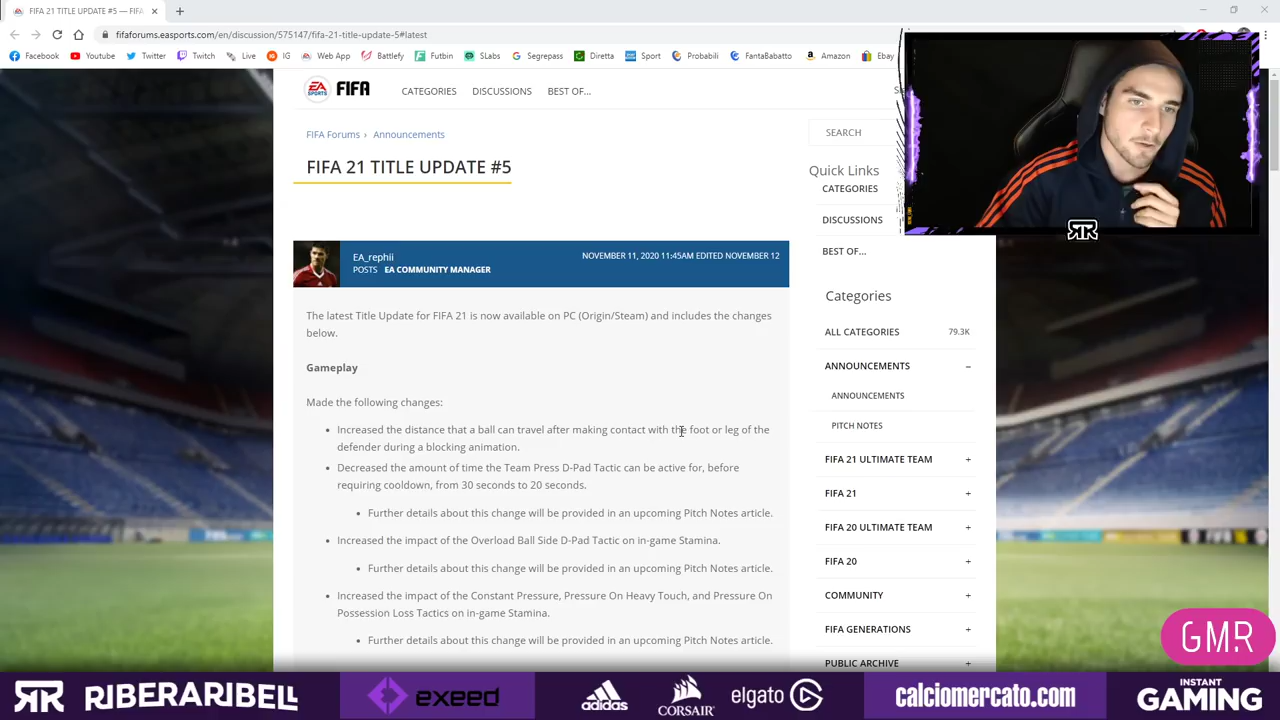 FIFA 21 TITLE UPDATE #5 — FIFA
fifaforums.easports.com/en/discussion/575147/fifa-21-title-update-5#latest
Facebook Youtube Twitter Twitch Live IG Web App Battlefy Futbin SLabs Segrepass Diretta Sport Probabili FantaBabatto Amazon Ebay
EA SPORTS FIFA CATEGORIES DISCUSSIONS BEST OF...
FIFA Forums › Announcements
SEARCH
FIFA 21 TITLE UPDATE #5
Quick Links
CATEGORIES
DISCUSSIONS
BEST OF...
EA_rephii
POSTS EA COMMUNITY MANAGER
NOVEMBER 11, 2020 11:45AM EDITED NOVEMBER 12
The latest Title Update for FIFA 21 is now available on PC (Origin/Steam) and includes the changes
below.
Gameplay
Made the following changes:
Increased the distance that a ball can travel after making contact with the foot or leg of the
defender during a blocking animation.
Decreased the amount of time the Team Press D-Pad Tactic can be active for, before
requiring cooldown, from 30 seconds to 20 seconds.
Further details about this change will be provided in an upcoming Pitch Notes article.
Increased the impact of the Overload Ball Side D-Pad Tactic on in-game Stamina.
Further details about this change will be provided in an upcoming Pitch Notes article.
Increased the impact of the Constant Pressure, Pressure On Heavy Touch, and Pressure On
Possession Loss Tactics on in-game Stamina.
Further details about this change will be provided in an upcoming Pitch Notes article.
Categories
ALL CATEGORIES 79.3K
ANNOUNCEMENTS –
ANNOUNCEMENTS
PITCH NOTES
FIFA 21 ULTIMATE TEAM +
FIFA 21 +
FIFA 20 ULTIMATE TEAM +
FIFA 20 +
COMMUNITY +
FIFA GENERATIONS +
PUBLIC ARCHIVE +
GMR
RIBERARIBELL exeed adidas CORSAIR elgato calciomercato.com INSTANT GAMING